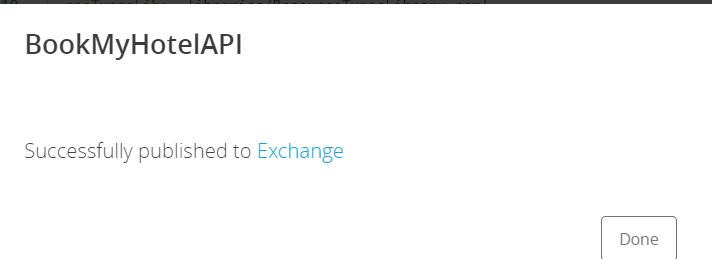 BookMyHotelAPI
Successfully published to Exchange
Done